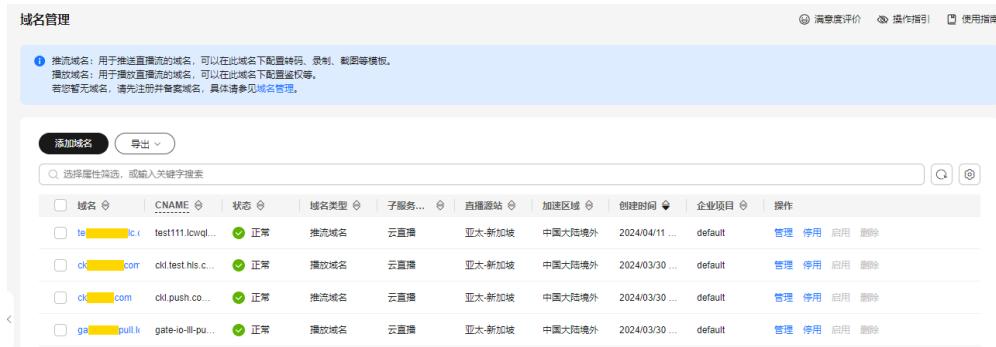 域名管理
满意度评价 操作指引 使用指南
推流域名：用于推送直播流的域名，可以在此域名下配置转码、录制、截图等模板。
播放域名：用于播放直播流的域名，可以在此域名下配置鉴权等。
若您暂无域名，请先注册并备案域名，具体请参见域名管理。
添加域名 导出
选择属性筛选，或输入关键字搜索
域名 CNAME 状态 域名类型 子服务... 直播源站 加速区域 创建时间 企业项目 操作
te lc.c test111.lcwql... 正常 推流域名 云直播 亚太-新加坡 中国大陆境外 2024/04/11 ... default 管理 停用 启用 删除
ck com ckl.test.hls.c... 正常 播放域名 云直播 亚太-新加坡 中国大陆境外 2024/03/30 ... default 管理 停用 启用 删除
ck com ckl.push.co... 正常 推流域名 云直播 亚太-新加坡 中国大陆境外 2024/03/30 ... default 管理 停用 启用 删除
ga pull.lc gate-io-lll-pu... 正常 播放域名 云直播 亚太-新加坡 中国大陆境外 2024/03/30 ... default 管理 停用 启用 删除